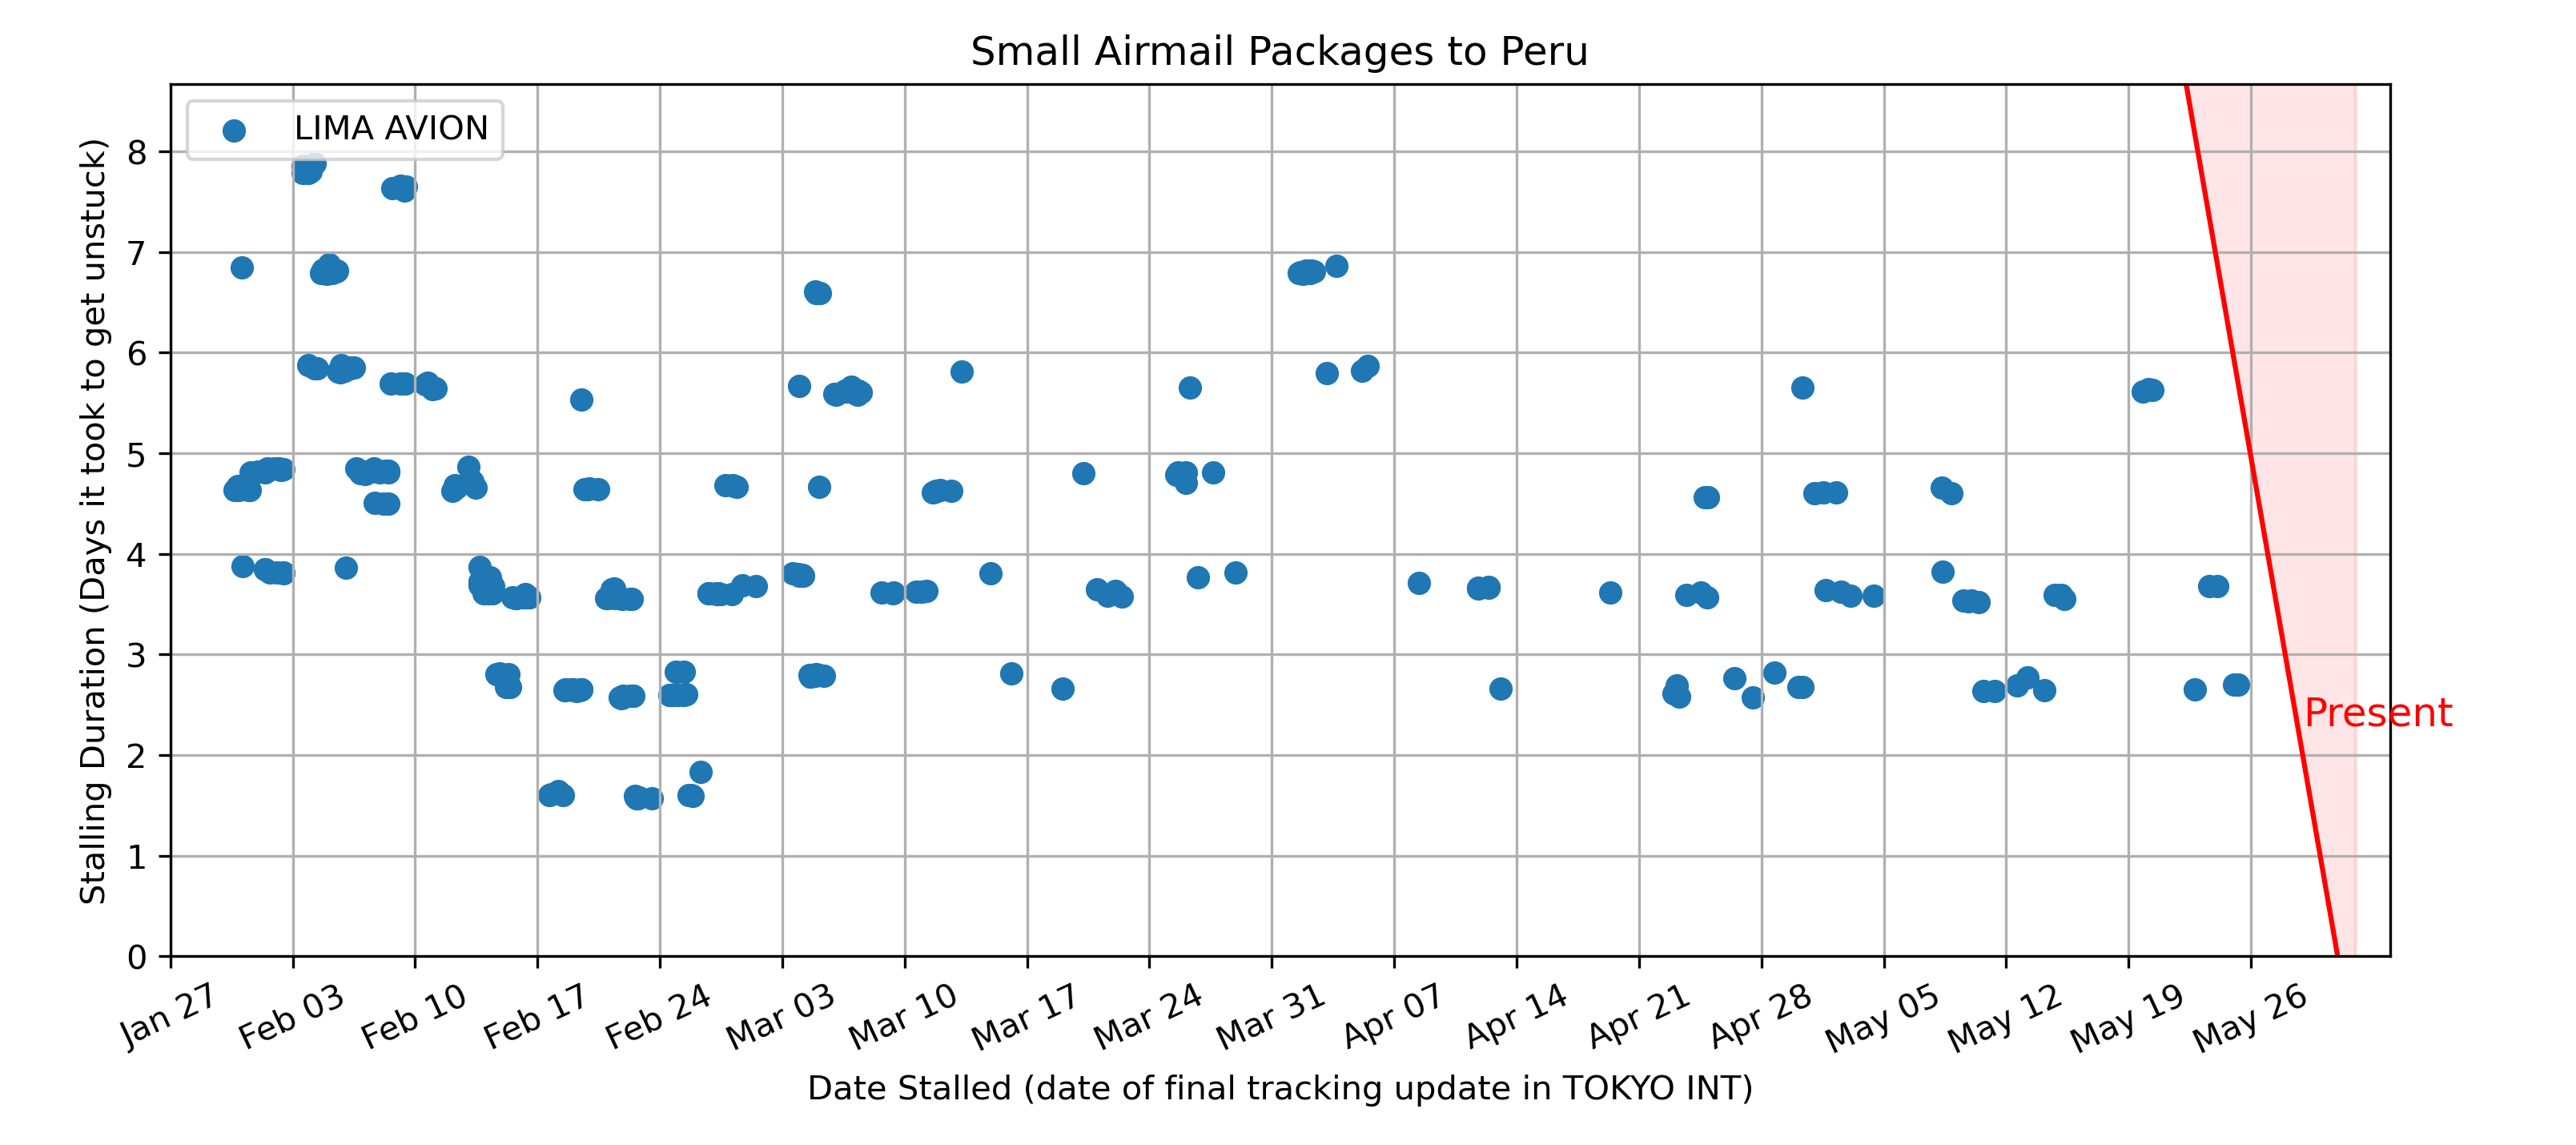 Small Airmail Packages to Peru
LIMA AVION
Stalling Duration (Days it took to get unstuck)
8
7
6
5
4
3
2
1
0
Present
Jan 27
Feb 03
Feb 10
Feb 17
Feb 24
Mar 03
Mar 10
Mar 17
Mar 24
Mar 31
Apr 07
Apr 14
Apr 21
Apr 28
May 05
May 12
May 19
May 26
Date Stalled (date of final tracking update in TOKYO INT)